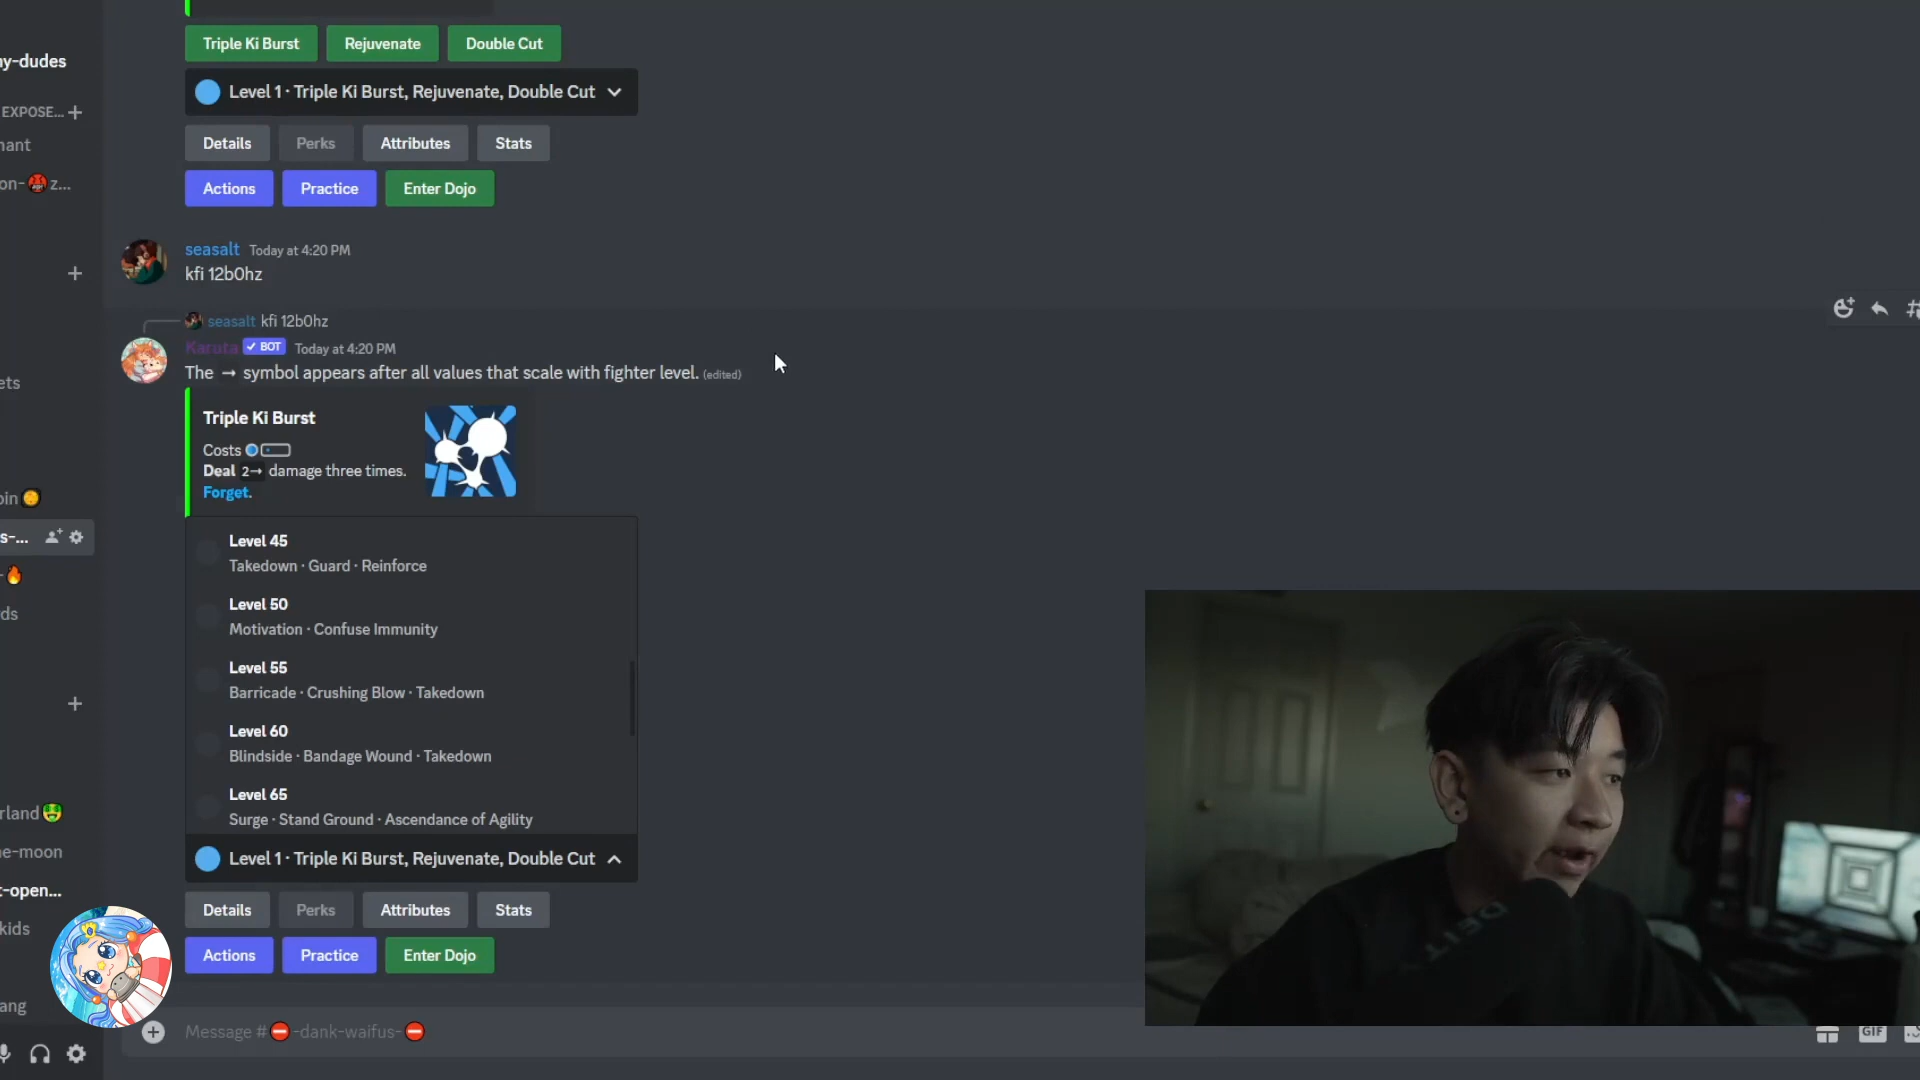 ny-dudes
EXPOSE...
nant
on-🤬z...
ets
oin
s-...
ds
rland🤑
ne-moon
t-open...
kids
ang
Triple Ki Burst
Rejuvenate
Double Cut
Level 1 · Triple Ki Burst, Rejuvenate, Double Cut
Details
Perks
Attributes
Stats
Actions
Practice
Enter Dojo
seasalt Today at 4:20 PM
kfi 12b0hz
seasalt kfi 12b0hz
Karuta ✓ BOT Today at 4:20 PM
The → symbol appears after all values that scale with fighter level. (edited)
Triple Ki Burst
Costs
Deal 2→ damage three times.
Forget.
Level 45
Takedown · Guard · Reinforce
Level 50
Motivation · Confuse Immunity
Level 55
Barricade · Crushing Blow · Takedown
Level 60
Blindside · Bandage Wound · Takedown
Level 65
Surge · Stand Ground · Ascendance of Agility
Level 1 · Triple Ki Burst, Rejuvenate, Double Cut
Details
Perks
Attributes
Stats
Actions
Practice
Enter Dojo
Message #⛔-dank-waifus-⛔
GIF